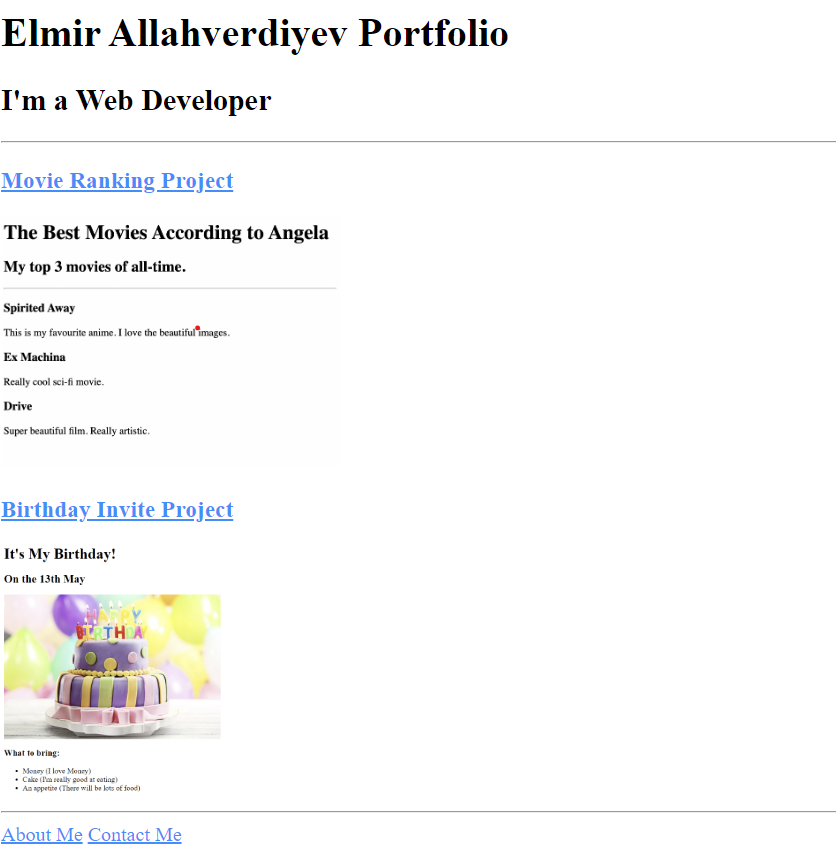 Elmir Allahverdiyev Portfolio
I'm a Web Developer
Movie Ranking Project
The Best Movies According to Angela
My top 3 movies of all-time.
Spirited Away
This is my favourite anime. I love the beautiful images.
Ex Machina
Really cool sci-fi movie.
Drive
Super beautiful film. Really artistic.
Birthday Invite Project
It's My Birthday!
On the 13th May
HAPPY
BIRTHDAY
What to bring:
• Money (I love Money)
• Cake (I'm really good at eating)
• An appetite (There will be lots of food)
About Me Contact Me